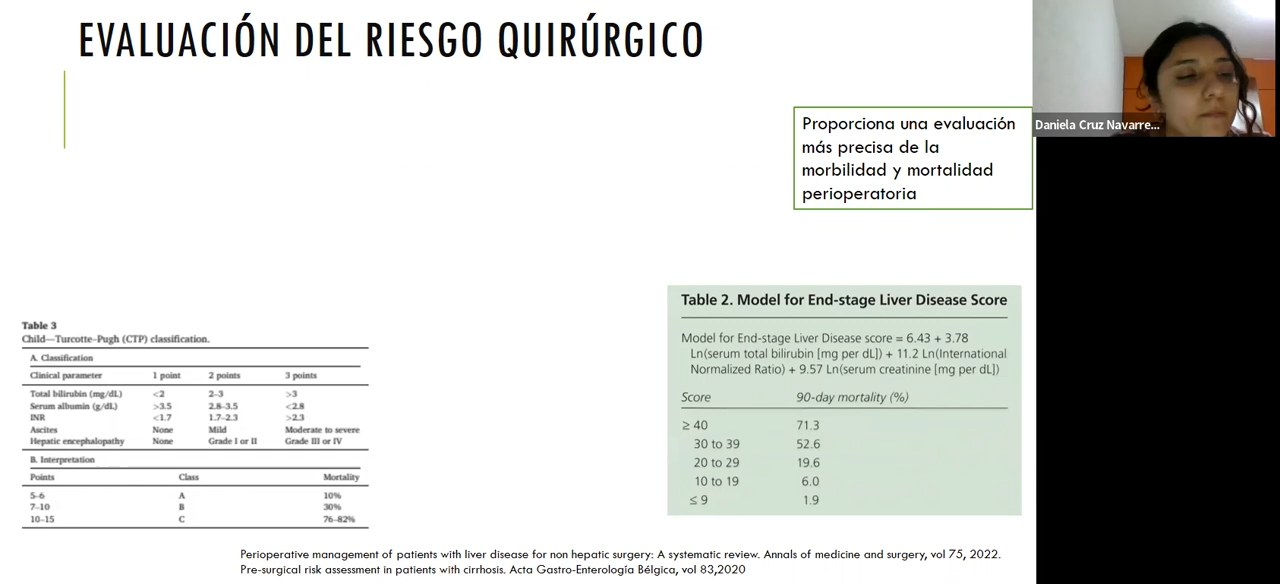 EVALUACIÓN DEL RIESGO QUIRÚRGICO
Daniela Cruz Navarre...
Proporciona una evaluación
más precisa de la
morbilidad y mortalidad
perioperatoria
Table 3
Child—Turcotte–Pugh (CTP) classification.
A. Classification
Clinical parameter 1 point 2 points 3 points
Total bilirubin (mg/dL) <2 2–3 >3
Serum albumin (g/dL) >3.5 2.8–3.5 <2.8
INR <1.7 1.7–2.3 >2.3
Ascites None Mild Moderate to severe
Hepatic encephalopathy None Grade I or II Grade III or IV
B. Interpretation
Points Class Mortality
5–6 A 10%
7–10 B 30%
10–15 C 76–82%
Table 2. Model for End-stage Liver Disease Score
Model for End-stage Liver Disease score = 6.43 + 3.78
Ln(serum total bilirubin [mg per dL]) + 11.2 Ln(International
Normalized Ratio) + 9.57 Ln(serum creatinine [mg per dL])
Score 90-day mortality (%)
≥ 40 71.3
30 to 39 52.6
20 to 29 19.6
10 to 19 6.0
≤ 9 1.9
Perioperative management of patients with liver disease for non hepatic surgery: A systematic review. Annals of medicine and surgery, vol 75, 2022.
Pre-surgical risk assessment in patients with cirrhosis. Acta Gastro-Enterología Bélgica, vol 83,2020